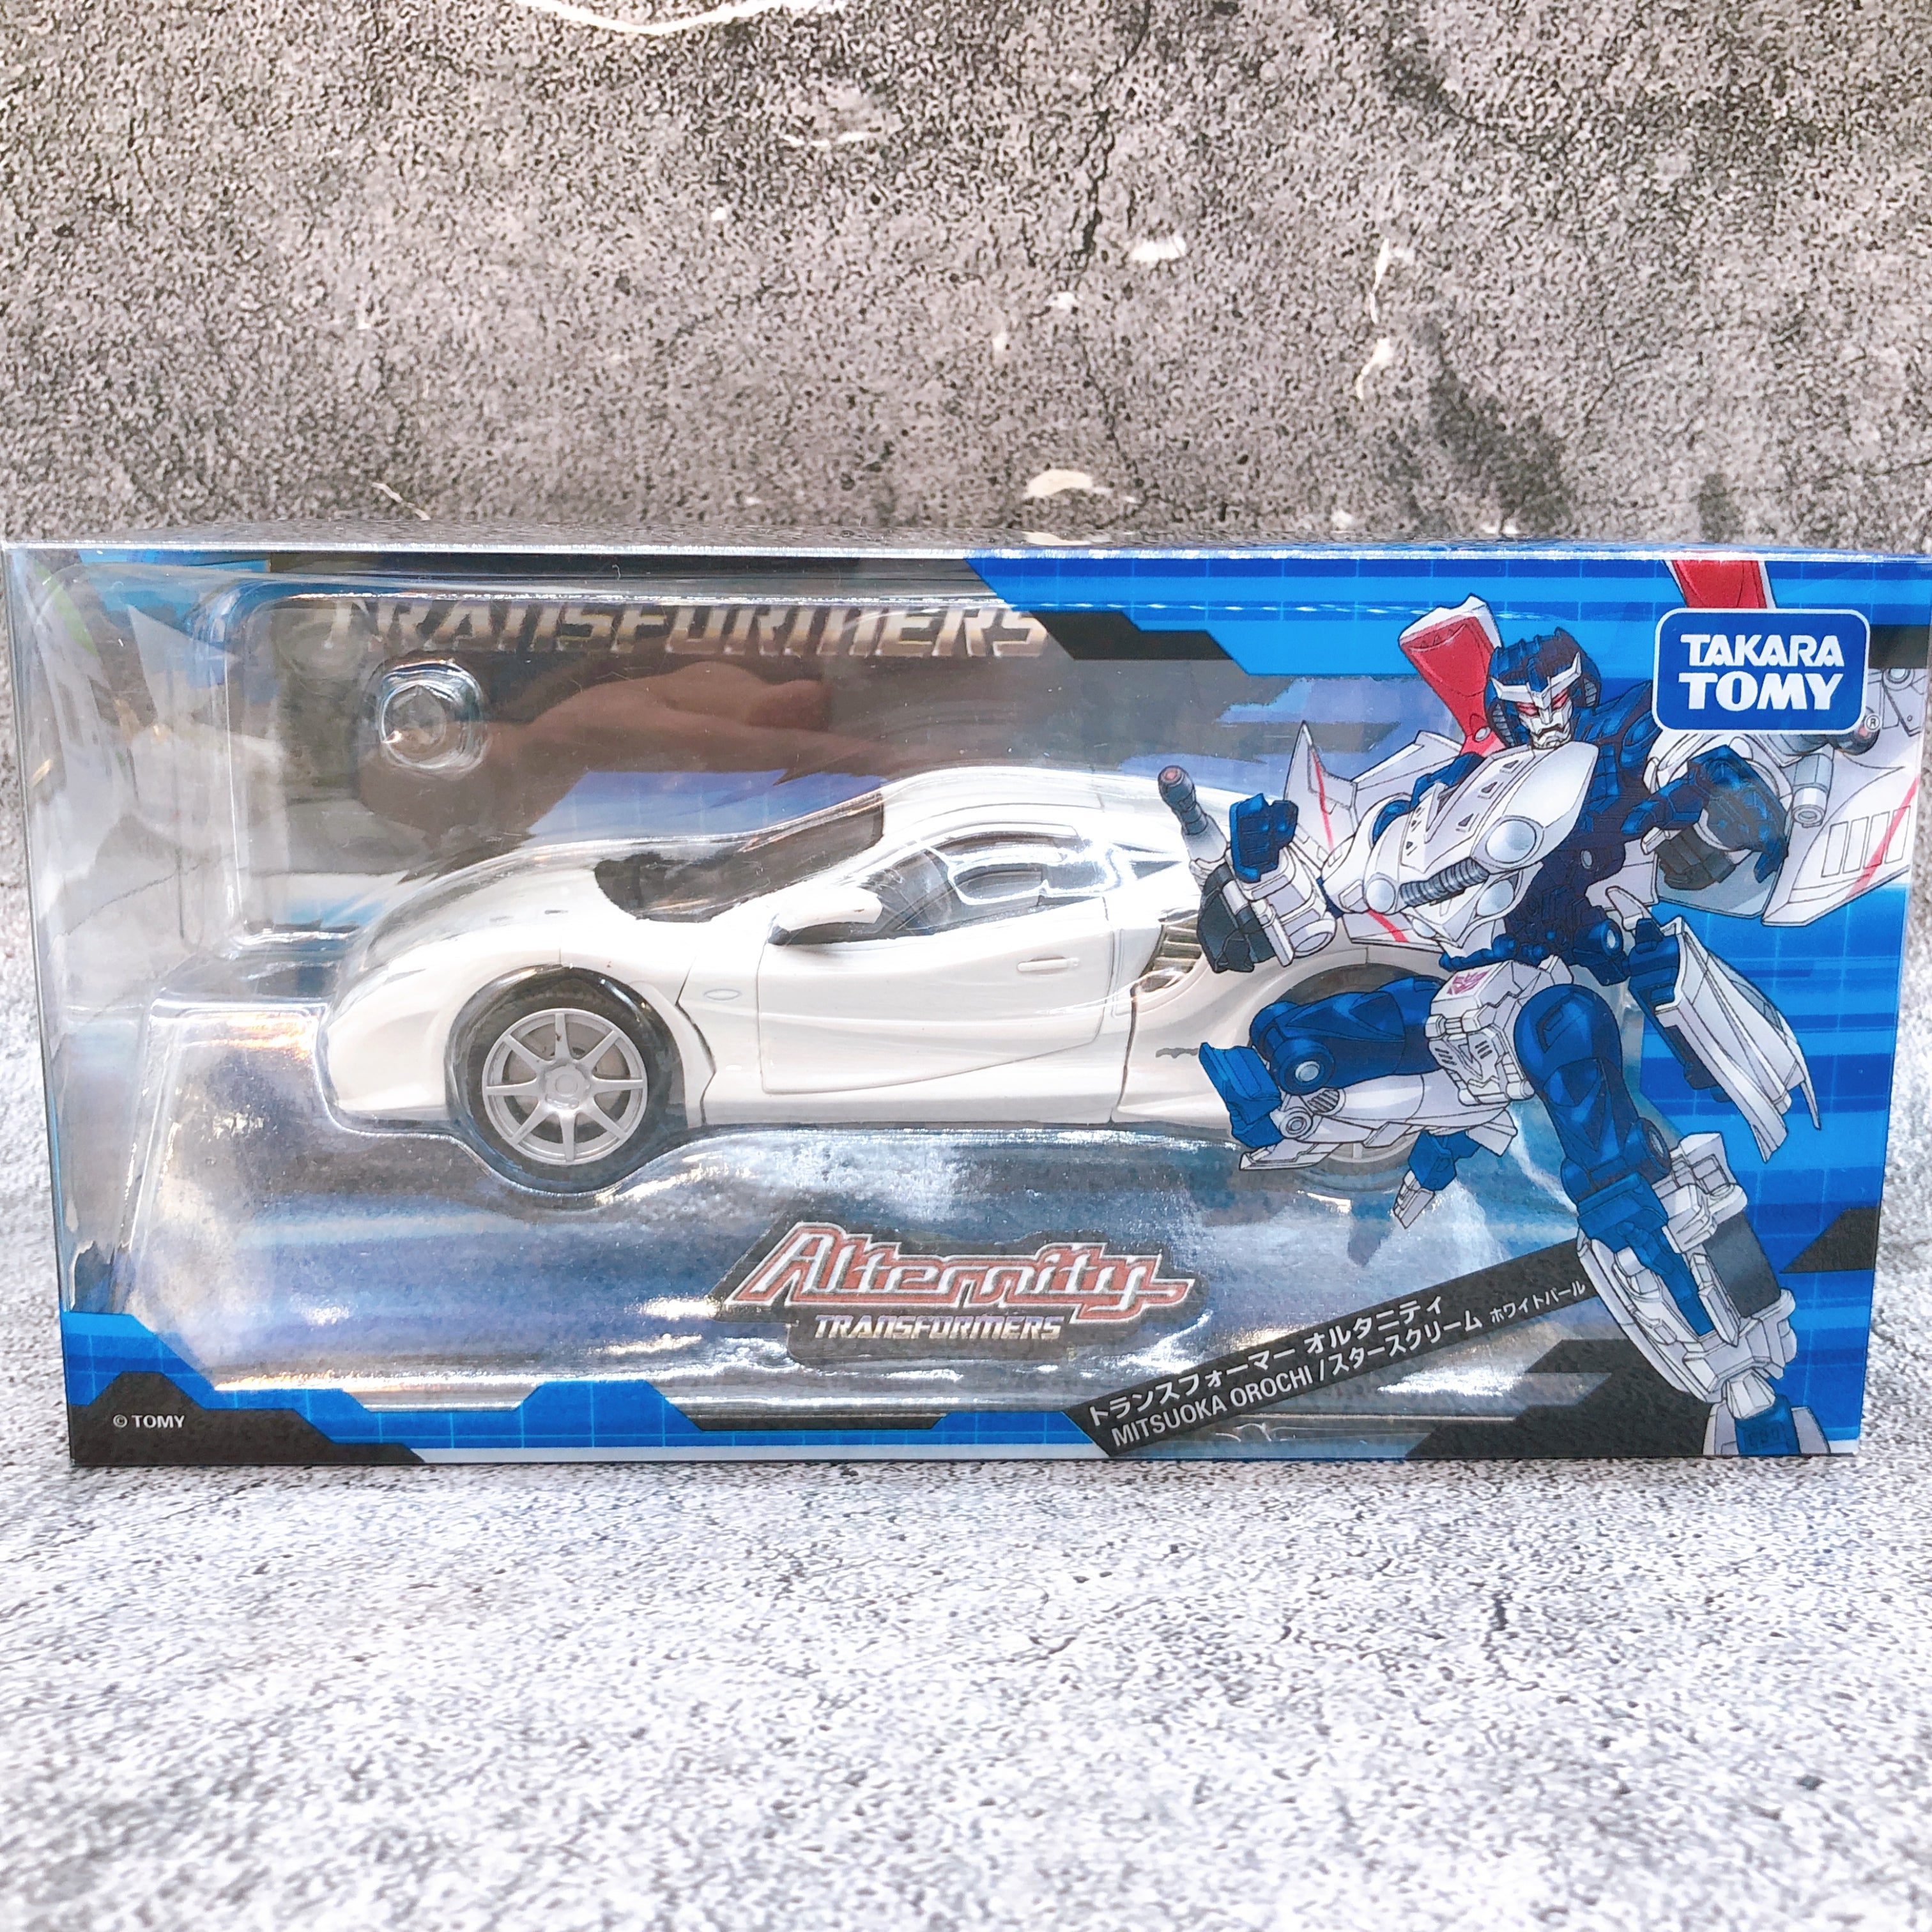 TRANSFORMERS
TAKARA
TOMY
®
Alternity
TRANSFORMERS
トランスフォーマー オルタニティ
MITSUOKA OROCHI / スタースクリーム ホワイトパール
© TOMY